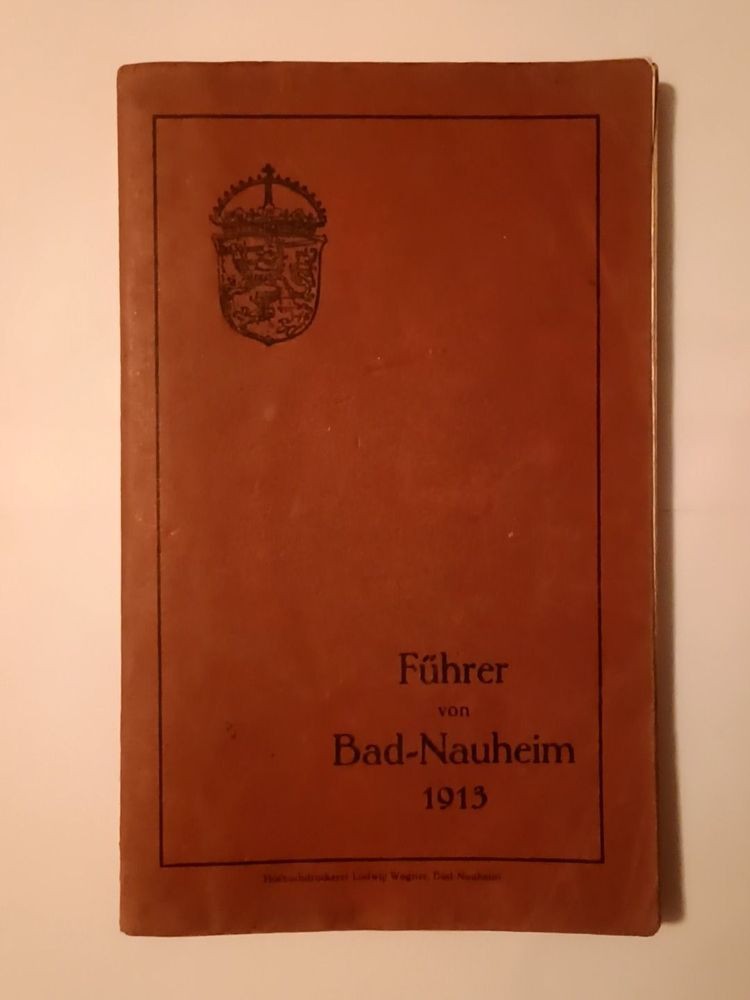 Führer
von
Bad-Nauheim
1913
Hofbuchdruckerei Ludwig Wagner, Bad-Nauheim